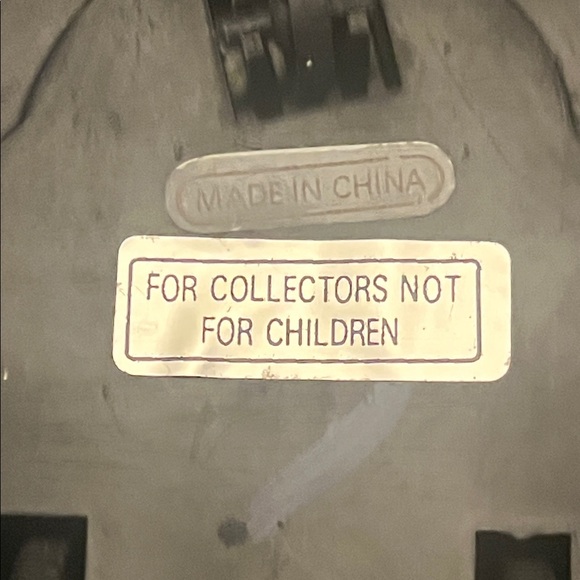 MADE IN CHINA
FOR COLLECTORS NOT
FOR CHILDREN